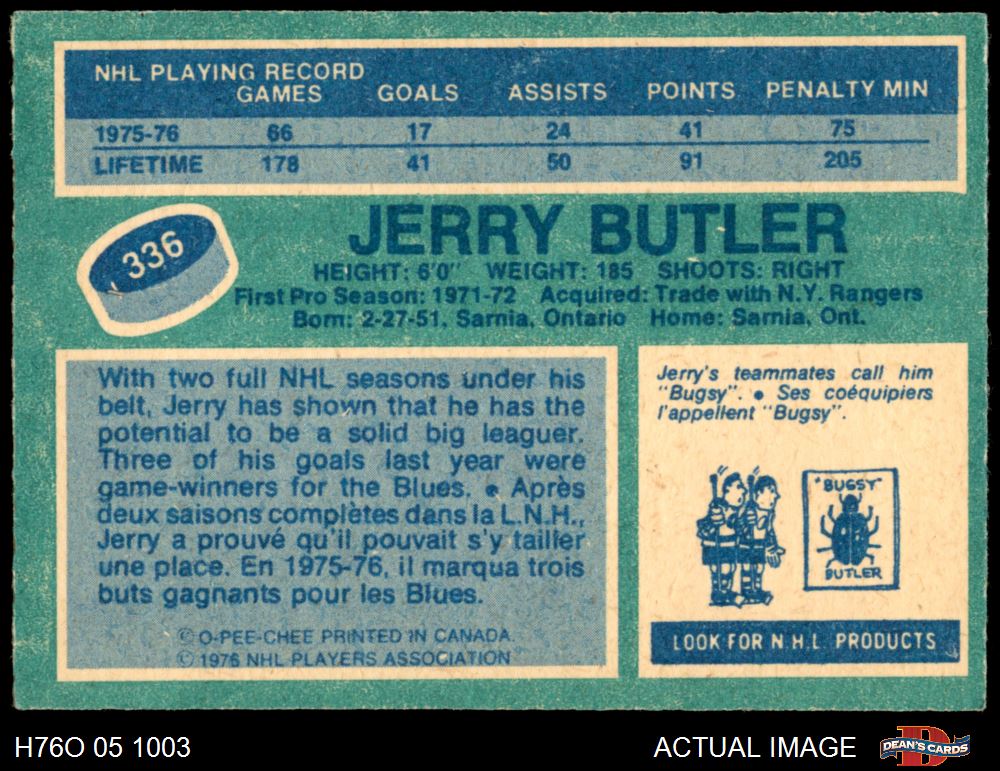 NHL PLAYING RECORD
GAMES GOALS ASSISTS POINTS PENALTY MIN
1975-76 66 17 24 41 75
LIFETIME 178 41 50 91 205
336
JERRY BUTLER
HEIGHT: 6'0" WEIGHT: 185 SHOOTS: RIGHT
First Pro Season: 1971-72 Acquired: Trade with N.Y. Rangers
Born: 2-27-51, Sarnia, Ontario Home: Sarnia, Ont.
With two full NHL seasons under his
belt, Jerry has shown that he has the
potential to be a solid big leaguer.
Three of his goals last year were
game-winners for the Blues. • Après
deux saisons complètes dans la L.N.H.,
Jerry a prouvé qu'il pouvait s'y tailler
une place. En 1975-76, il marqua trois
buts gagnants pour les Blues.
© O-PEE-CHEE PRINTED IN CANADA.
© 1976 NHL PLAYERS ASSOCIATION
Jerry's teammates call him
"Bugsy". • Ses coéquipiers
l'appellent "Bugsy".
"BUGSY"
BUTLER
LOOK FOR N.H.L. PRODUCTS
H76O 05 1003
ACTUAL IMAGE
DEAN'S CARDS